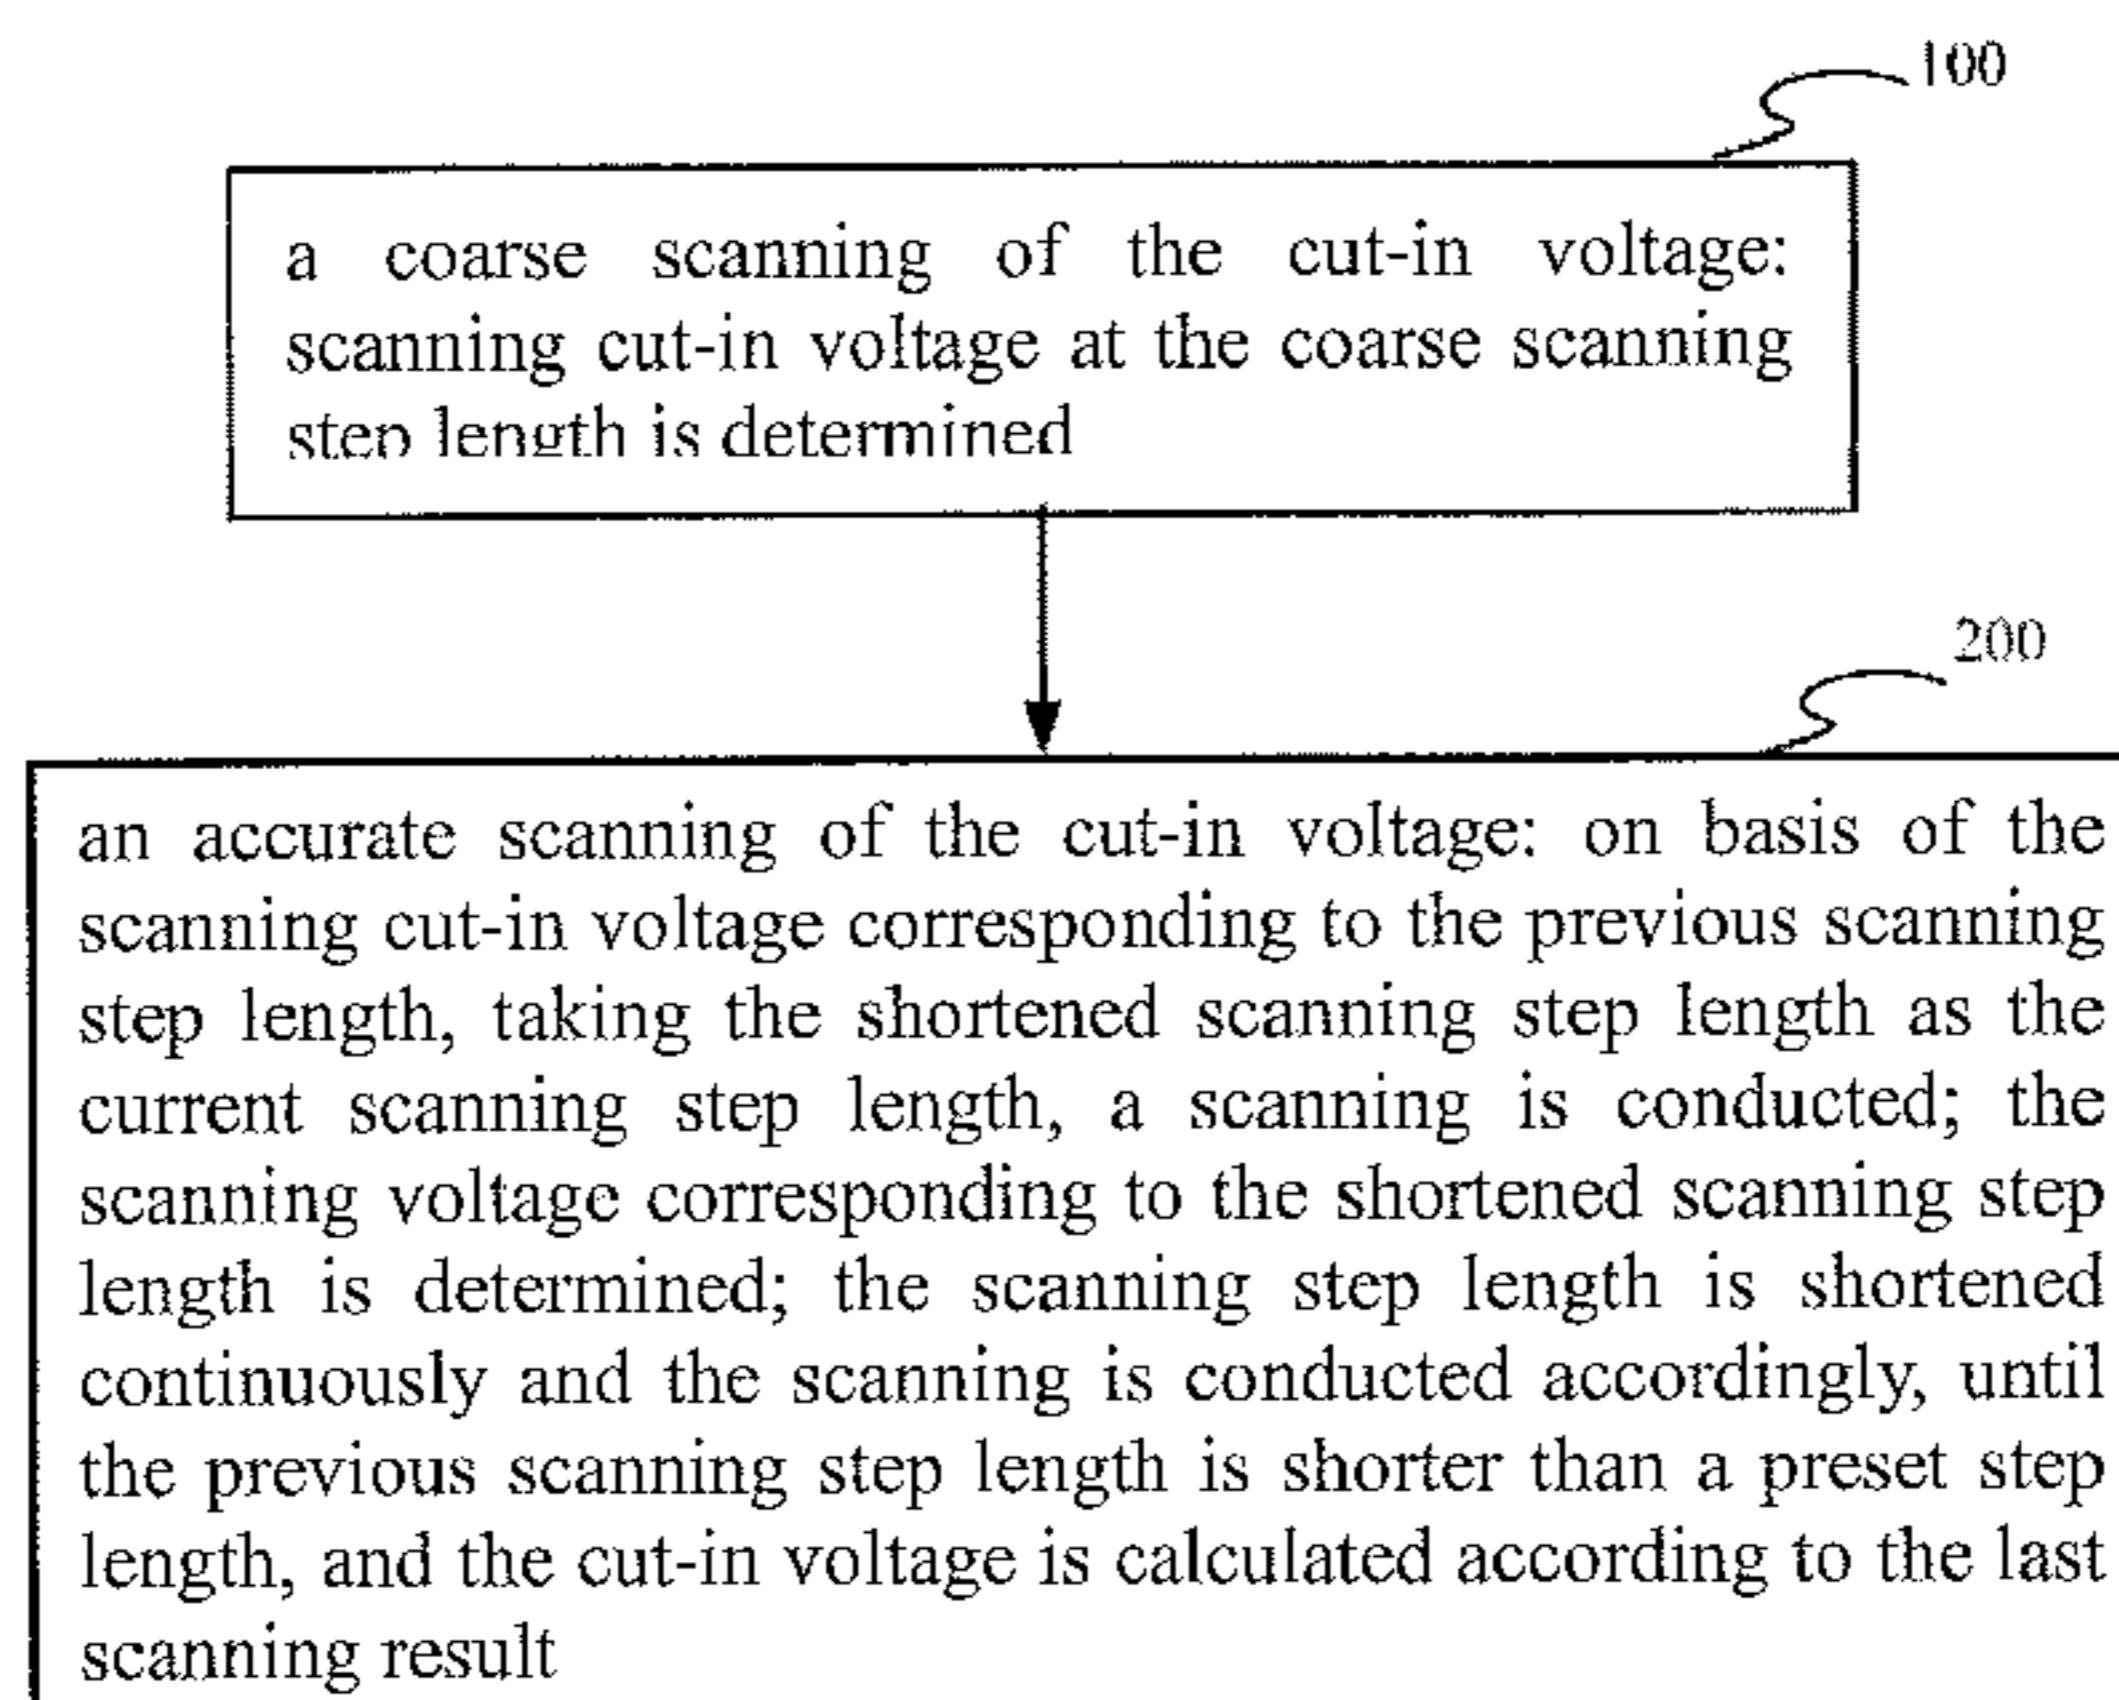 100
a coarse scanning of the cut-in voltage:
scanning cut-in voltage at the coarse scanning
step length is determined
200
an accurate scanning of the cut-in voltage: on basis of the
scanning cut-in voltage corresponding to the previous scanning
step length, taking the shortened scanning step length as the
current scanning step length, a scanning is conducted; the
scanning voltage corresponding to the shortened scanning step
length is determined; the scanning step length is shortened
continuously and the scanning is conducted accordingly, until
the previous scanning step length is shorter than a preset step
length, and the cut-in voltage is calculated according to the last
scanning result